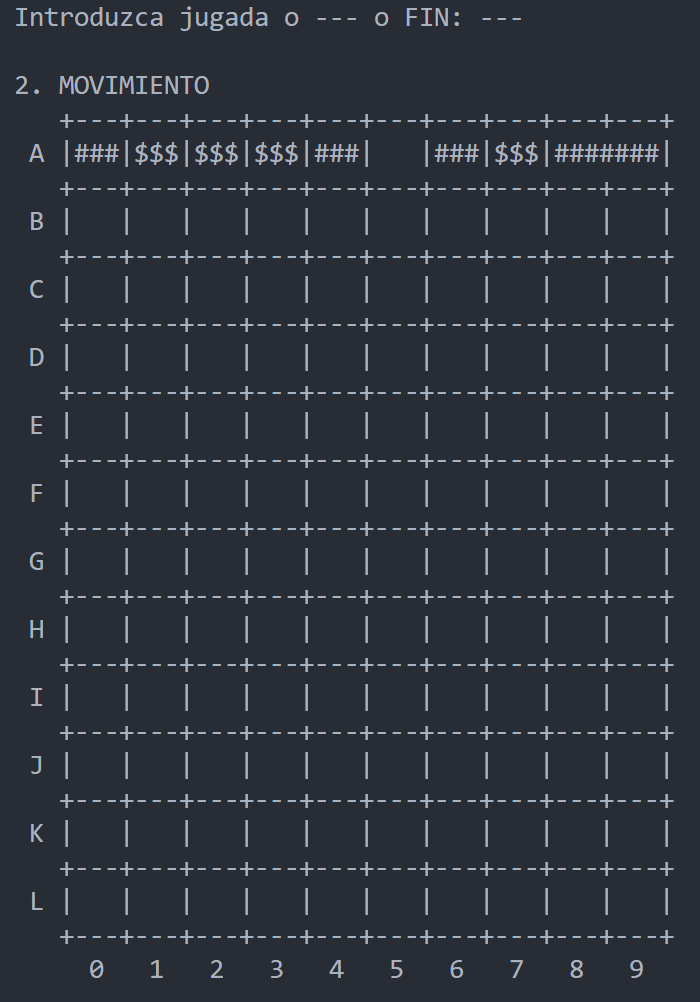 Introduzca jugada o --- o FIN: ---
2. MOVIMIENTO
   +---+---+---+---+---+---+---+---+---+---+
 A |###|$$$|$$$|$$$|###|   |###|$$$|#######|
   +---+---+---+---+---+---+---+---+---+---+
 B |   |   |   |   |   |   |   |   |   |   |
   +---+---+---+---+---+---+---+---+---+---+
 C |   |   |   |   |   |   |   |   |   |   |
   +---+---+---+---+---+---+---+---+---+---+
 D |   |   |   |   |   |   |   |   |   |   |
   +---+---+---+---+---+---+---+---+---+---+
 E |   |   |   |   |   |   |   |   |   |   |
   +---+---+---+---+---+---+---+---+---+---+
 F |   |   |   |   |   |   |   |   |   |   |
   +---+---+---+---+---+---+---+---+---+---+
 G |   |   |   |   |   |   |   |   |   |   |
   +---+---+---+---+---+---+---+---+---+---+
 H |   |   |   |   |   |   |   |   |   |   |
   +---+---+---+---+---+---+---+---+---+---+
 I |   |   |   |   |   |   |   |   |   |   |
   +---+---+---+---+---+---+---+---+---+---+
 J |   |   |   |   |   |   |   |   |   |   |
   +---+---+---+---+---+---+---+---+---+---+
 K |   |   |   |   |   |   |   |   |   |   |
   +---+---+---+---+---+---+---+---+---+---+
 L |   |   |   |   |   |   |   |   |   |   |
   +---+---+---+---+---+---+---+---+---+---+
     0   1   2   3   4   5   6   7   8   9